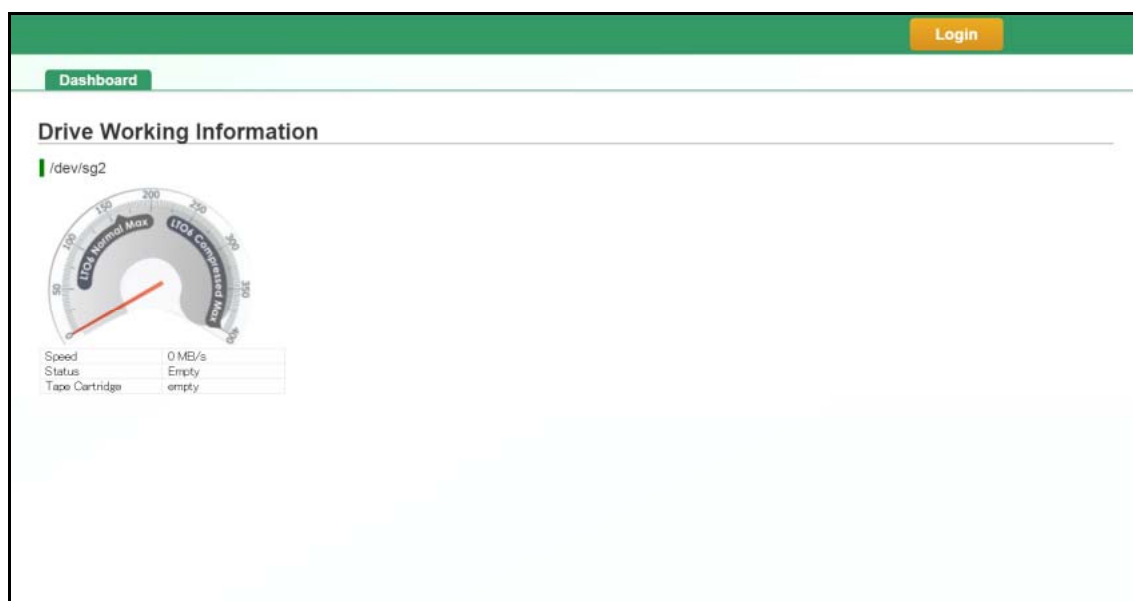 Login
Dashboard
Drive Working Information
/dev/sg2
0
50
100
150
200
250
300
350
400
LTO6 Normal Max
LTO6 Compressed Max
Speed 0 MB/s
Status Empty
Tape Cartridge empty